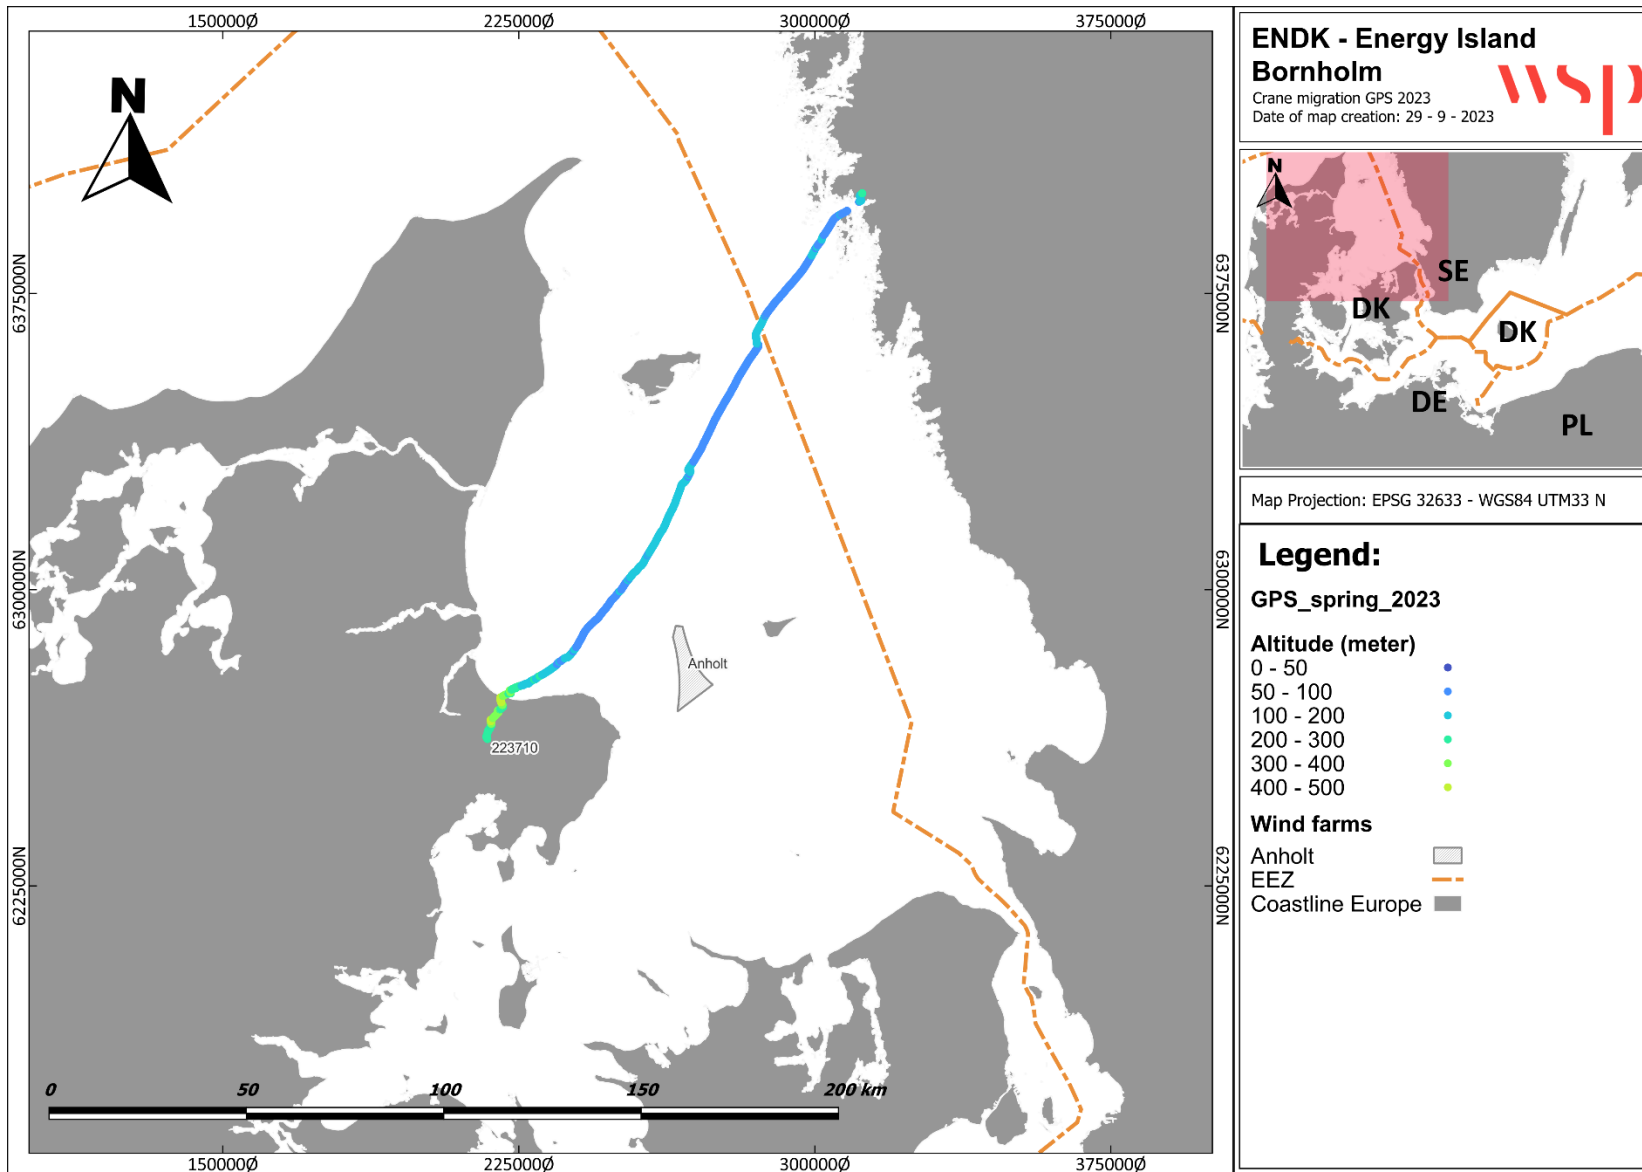 1500000
2250000
3000000
3750000
ENDK - Energy Island
Bornholm
Crane migration GPS 2023
Date of map creation: 29 - 9 - 2023
wsp
N
N
SE
DK
DK
DE
PL
6375000N
6375000N
Map Projection: EPSG 32633 - WGS84 UTM33 N
Legend:
GPS_spring_2023
Altitude (meter)
0 - 50
50 - 100
100 - 200
200 - 300
300 - 400
400 - 500
Wind farms
Anholt
EEZ
Coastline Europe
6300000N
6300000N
Anholt
223710
6225000N
6225000N
0 50 100 150 200 km
1500000
2250000
3000000
3750000